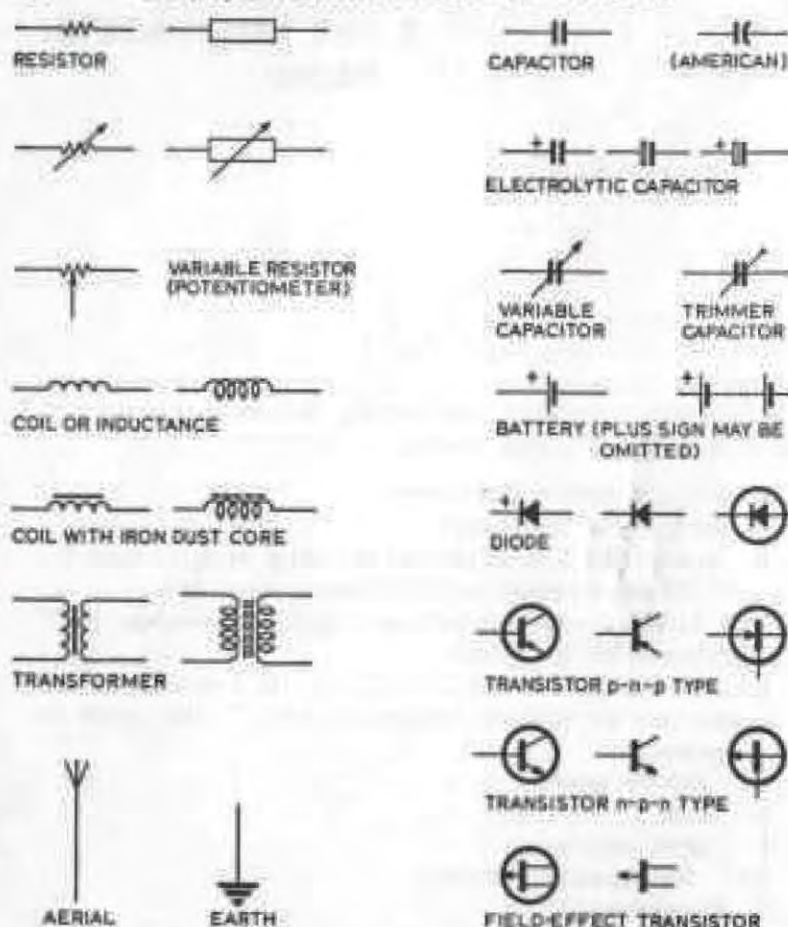 RESISTOR
CAPACITOR
(AMERICAN)
+
+
ELECTROLYTIC CAPACITOR
VARIABLE RESISTOR
(POTENTIOMETER)
VARIABLE
CAPACITOR
TRIMMER
CAPACITOR
COIL OR INDUCTANCE
+
+
BATTERY (PLUS SIGN MAY BE
OMITTED)
COIL WITH IRON DUST CORE
+
DIODE
TRANSFORMER
TRANSISTOR p-n-p TYPE
TRANSISTOR n-p-n TYPE
AERIAL
EARTH
FIELD-EFFECT TRANSISTOR